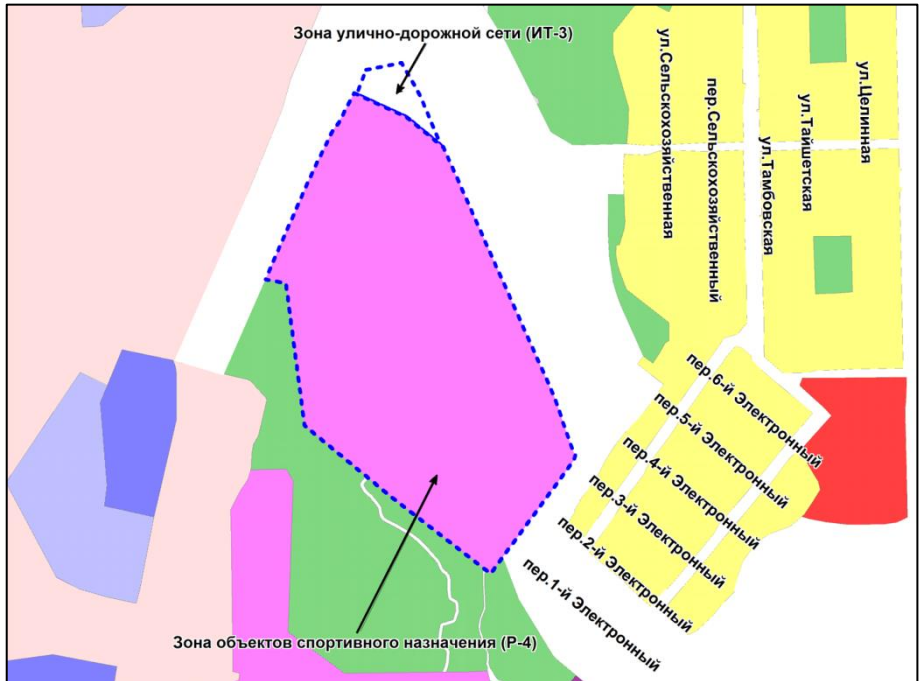 Зона улично-дорожной сети (ИТ-3)
ул.Сельскохозяйственная
пер.Сельскохозяйственный
ул.Тамбовская
ул.Тайшетская
ул.Целинная
пер.6-й Электронный
пер.5-й Электронный
пер.4-й Электронный
пер.3-й Электронный
пер.2-й Электронный
пер.1-й Электронный
Зона объектов спортивного назначения (Р-4)